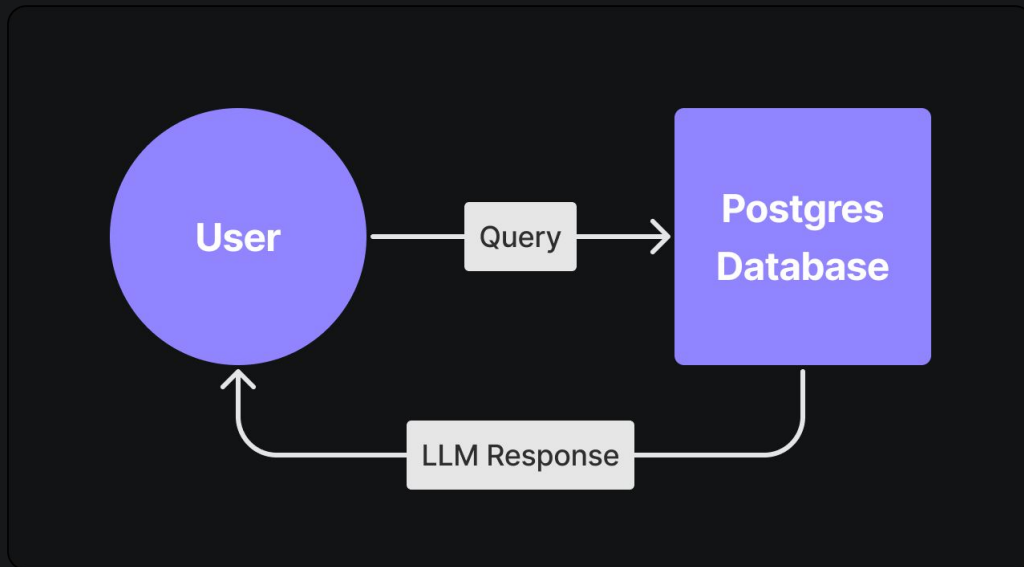 User
Query
Postgres
Database
LLM Response